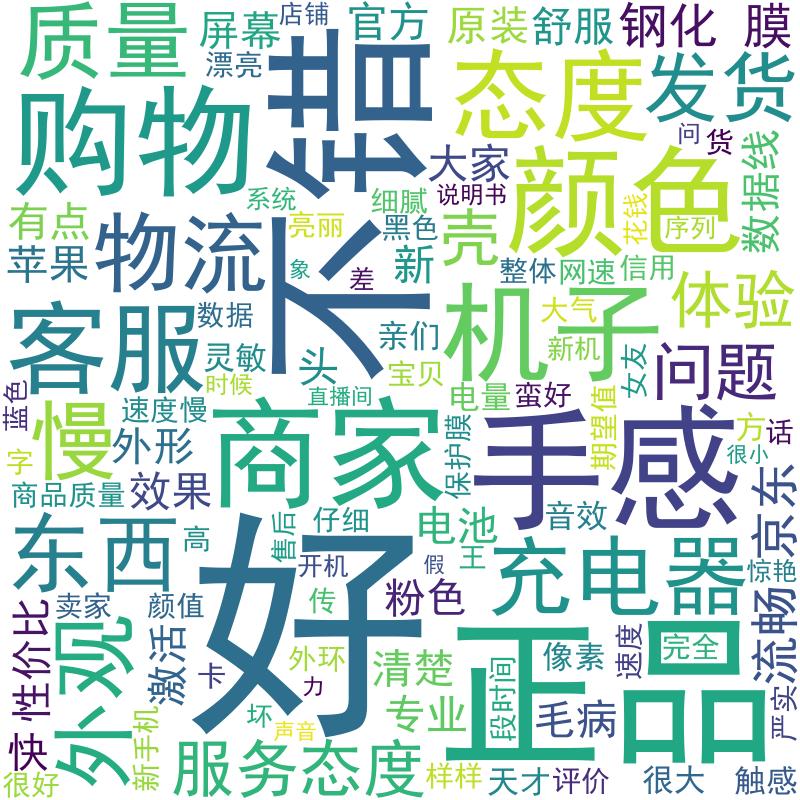 质量
屏幕
店铺
官方
原装
舒服
钢化
膜
漂亮
不错
态度
发货
购物
大家
问
货
颜色
数据线
系统
细腻
说明书
有点
亮丽
黑色
壳
花钱
序列
物流
苹果
象
差
新
整体
网速
信用
体验
客服
数据
亲们
机子
大气
灵敏
头
新机
女友
问题
时候
宝贝
直播间
电量
蛮好
蓝色
慢
速度慢
商家
保护膜
手感
期望值
方
话
外形
很小
字
商品质量
效果
京东
东西
高
售后
仔细
电池
音效
好
开机
假
王
充电器
惊艳
性价比
卖家
颜值
传
粉色
正品
流畅
外观
激活
卡
外环
力
清楚
段时间
像素
速度
完全
严实
快
新手机
坏
声音
专业
毛病
很好
服务态度
样样
天才
评价
很大
触感